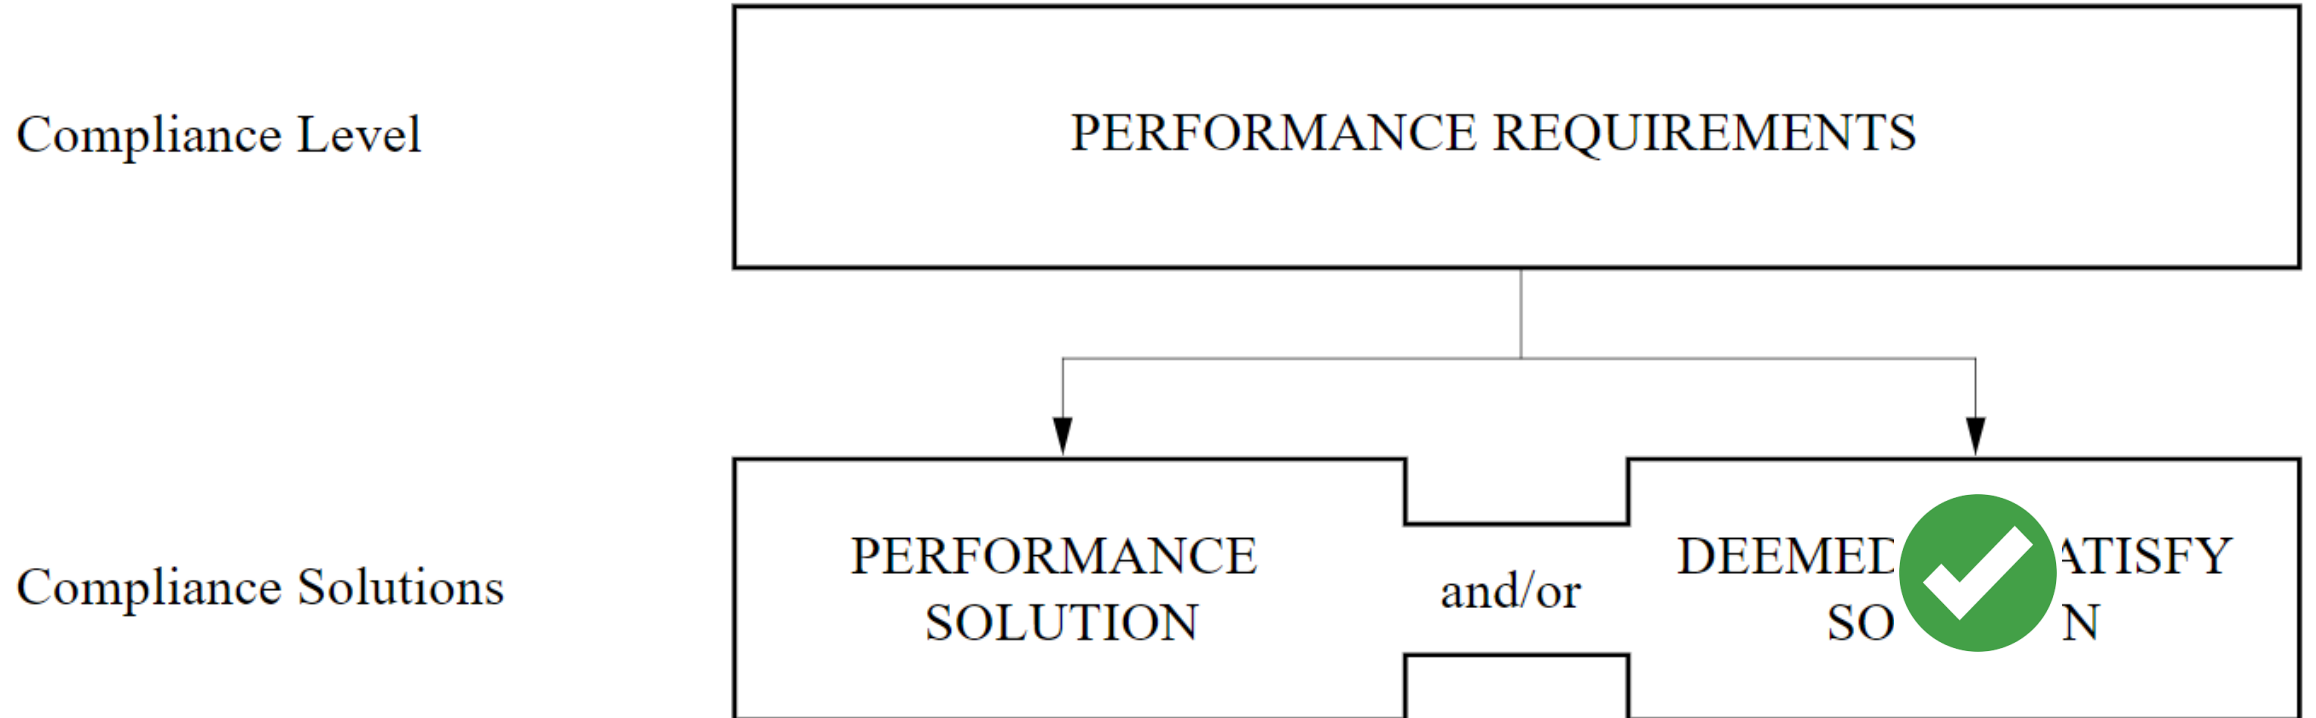 Compliance Level
PERFORMANCE REQUIREMENTS
Compliance Solutions
PERFORMANCE
SOLUTION
and/or
DEEMED ATISFY
SO N